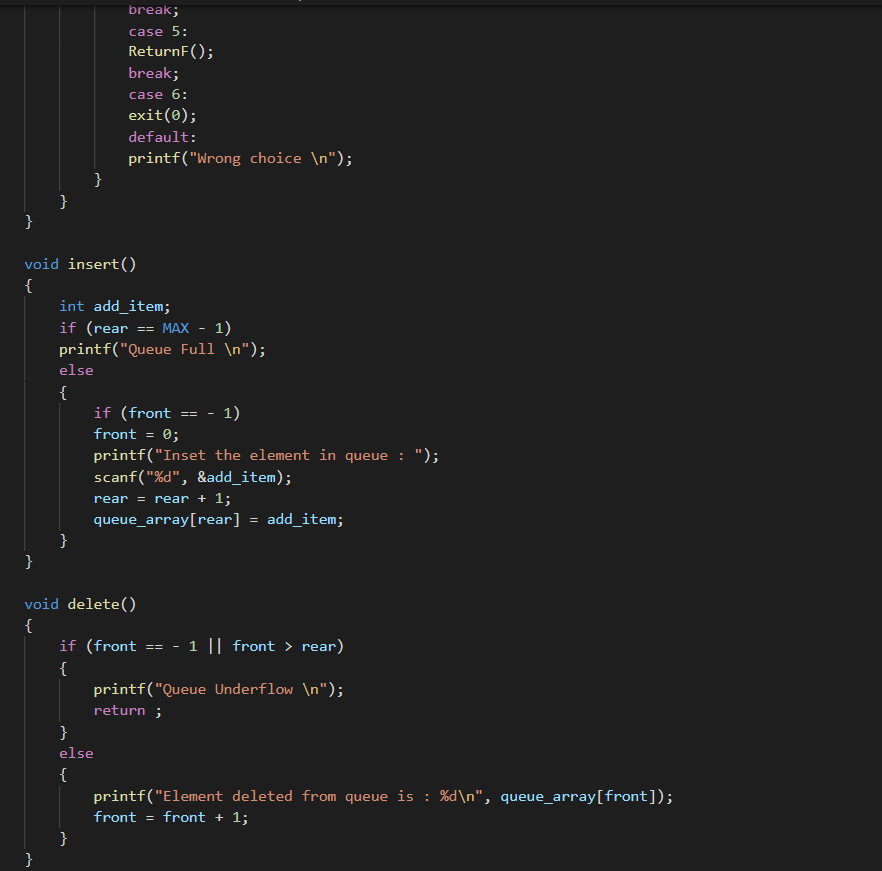 break;
case 5:
ReturnF();
break;
case 6:
exit(0);
default:
printf("Wrong choice \n");
}
}
}
void insert()
{
int add_item;
if (rear == MAX - 1)
printf("Queue Full \n");
else
{
if (front == - 1)
front = 0;
printf("Inset the element in queue : ");
scanf("%d", &add_item);
rear = rear + 1;
queue_array[rear] = add_item;
}
}
void delete()
{
if (front == - 1 || front > rear)
{
printf("Queue Underflow \n");
return ;
}
else
{
printf("Element deleted from queue is : %d\n", queue_array[front]);
front = front + 1;
}
}